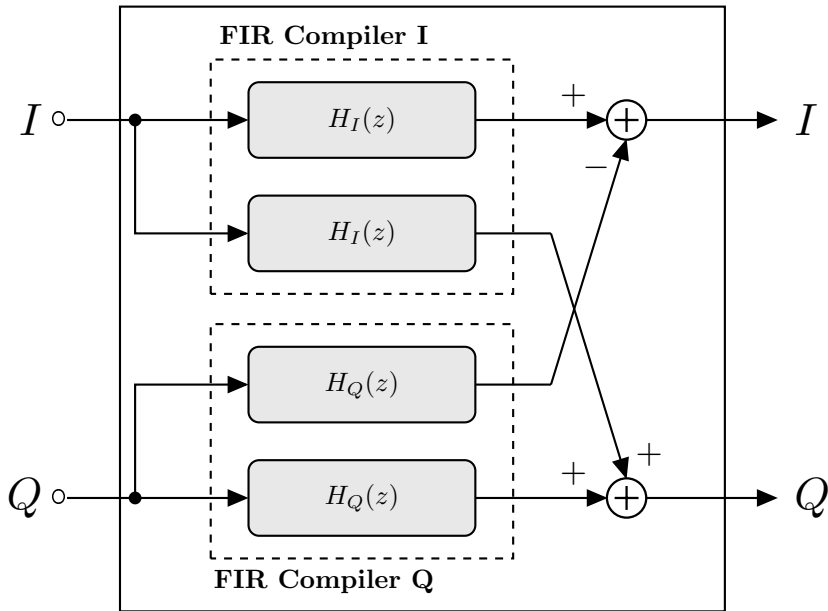 FIR Compiler I
I
H_I(z)
+
+
I
−
H_I(z)
H_Q(z)
+
Q
H_Q(z)
+
+
Q
FIR Compiler Q